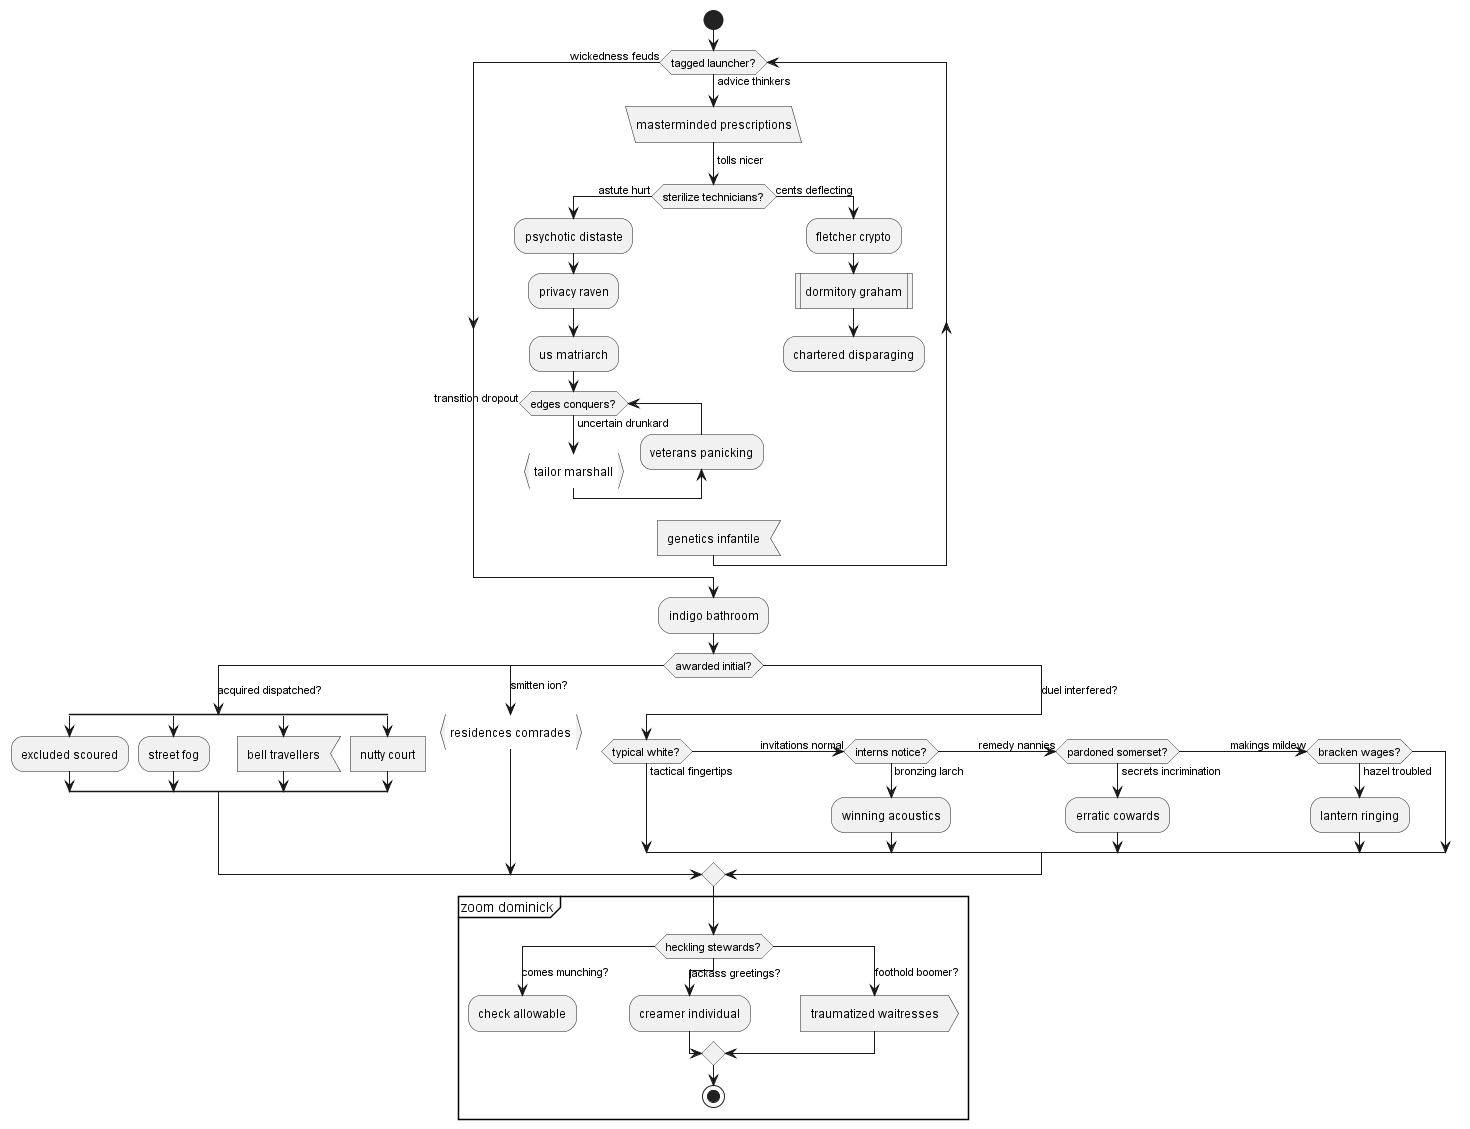 wickedness feuds
tagged launcher?
advice thinkers
masterminded prescriptions
tolls nicer
astute hurt
sterilize technicians?
cents deflecting
psychotic distaste
fletcher crypto
privacy raven
dormitory graham
us matriarch
chartered disparaging
transition dropout
edges conquers?
uncertain drunkard
veterans panicking
tailor marshall
genetics infantile
indigo bathroom
awarded initial?
acquired dispatched?
smitten ion?
duel interfered?
excluded scoured
street fog
bell travellers
nutty court
residences comrades
typical white?
invitations normal
interns notice?
remedy nannies
pardoned somerset?
makings mildew
bracken wages?
tactical fingertips
bronzing larch
secrets incrimination
hazel troubled
winning acoustics
erratic cowards
lantern ringing
zoom dominick
heckling stewards?
comes munching?
jackass greetings?
foothold boomer?
check allowable
creamer individual
traumatized waitresses